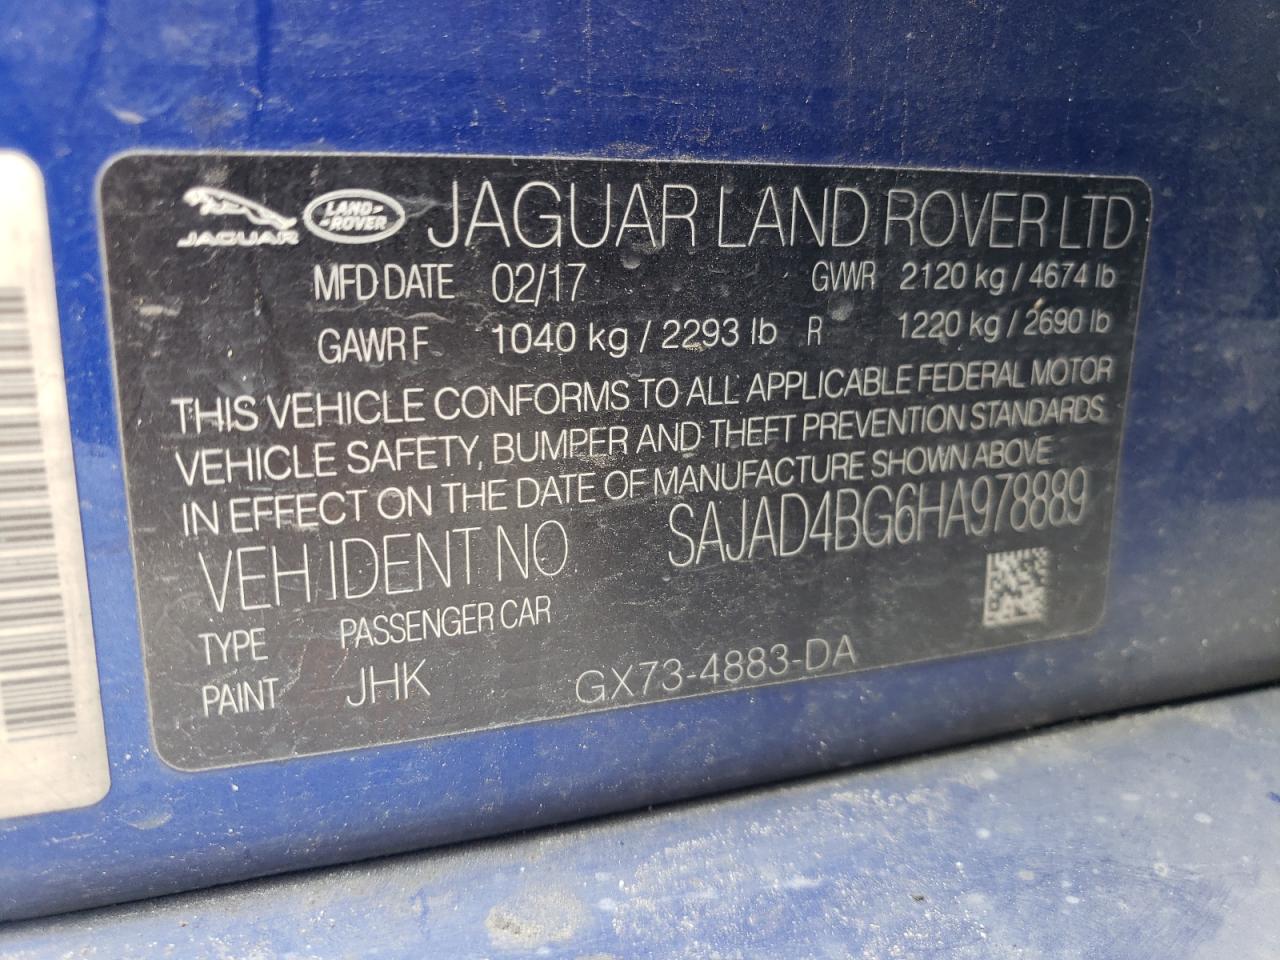 JAGUAR LAND ROVER JAGUAR LAND ROVER LTD
MFD DATE 02/17 GVWR 2120 kg / 4674 lb
GAWR F 1040 kg / 2293 lb R 1220 kg / 2690 lb
THIS VEHICLE CONFORMS TO ALL APPLICABLE FEDERAL MOTOR
VEHICLE SAFETY, BUMPER AND THEFT PREVENTION STANDARDS
IN EFFECT ON THE DATE OF MANUFACTURE SHOWN ABOVE
VEH IDENT NO SAJAD4BG6HA978889
TYPE PASSENGER CAR
PAINT JHK GX73-4883-DA